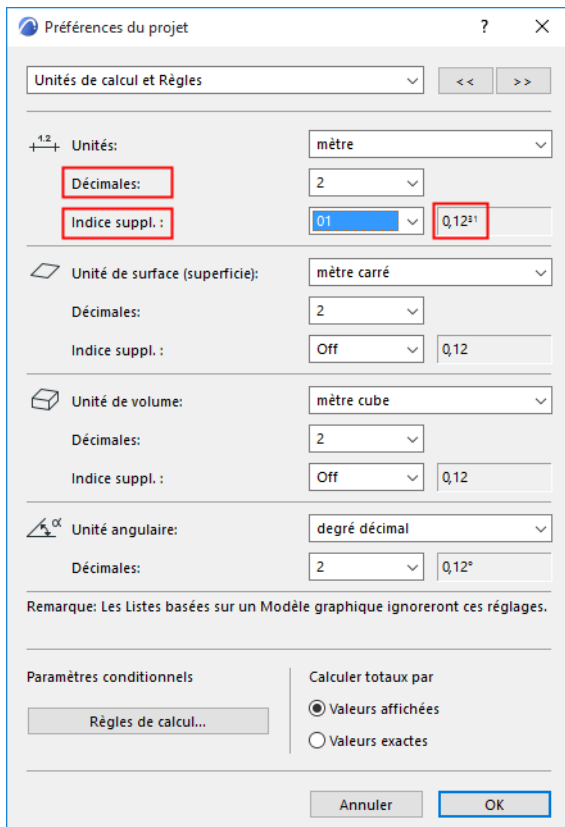 Préférences du projet ? ×
Unités de calcul et Règles << >>
1.2 Unités: mètre
Décimales: 2
Indice suppl. : 01 0,12³¹
Unité de surface (superficie): mètre carré
Décimales: 2
Indice suppl. : Off 0,12
Unité de volume: mètre cube
Décimales: 2
Indice suppl. : Off 0,12
α Unité angulaire: degré décimal
Décimales: 2 0,12°
Remarque: Les Listes basées sur un Modèle graphique ignoreront ces réglages.
Paramètres conditionnels Calculer totaux par
Règles de calcul... Valeurs affichées
Valeurs exactes
Annuler OK